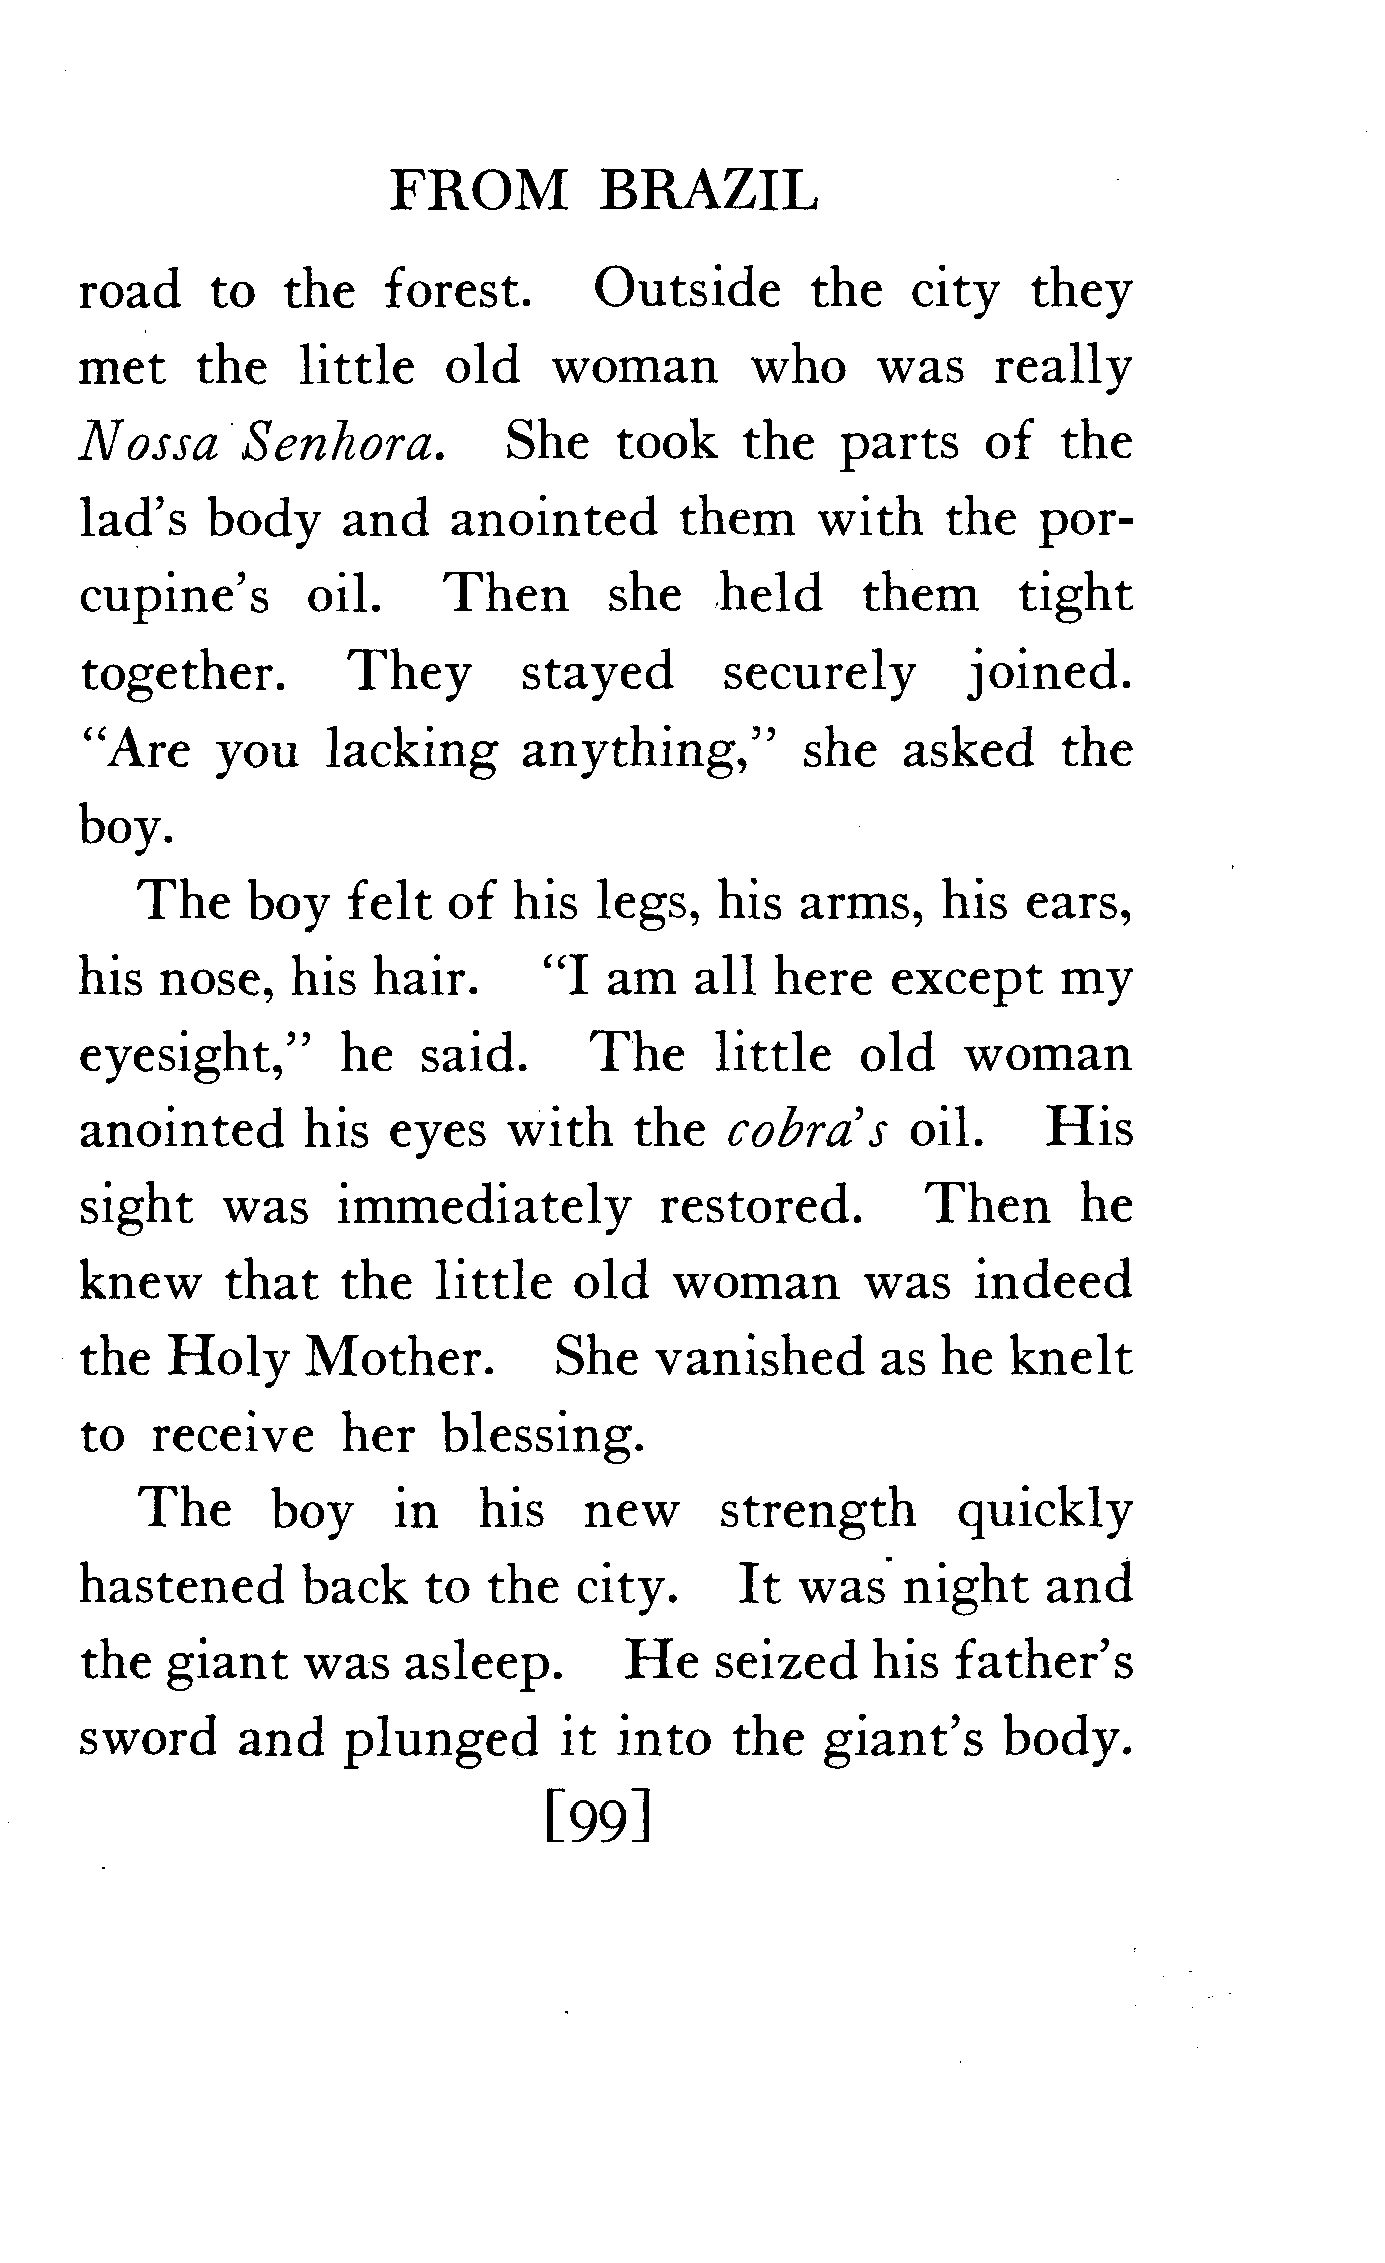 FROM BRAZIL
road to the forest. Outside the city they
met the little old woman who was really
Nossa Senhora. She took the parts of the
lad's body and anointed them with the por-
cupine's oil. Then she held them tight
together. They stayed securely joined.
"Are you lacking anything," she asked the
boy.
The boy felt of his legs, his arms, his ears,
his nose, his hair. "I am all here except my
eyesight," he said. The little old woman
anointed his eyes with the cobra's oil. His
sight was immediately restored. Then he
knew that the little old woman was indeed
the Holy Mother. She vanished as he knelt
to receive her blessing.
The boy in his new strength quickly
hastened back to the city. It was night and
the giant was asleep. He seized his father's
sword and plunged it into the giant's body.
[99]